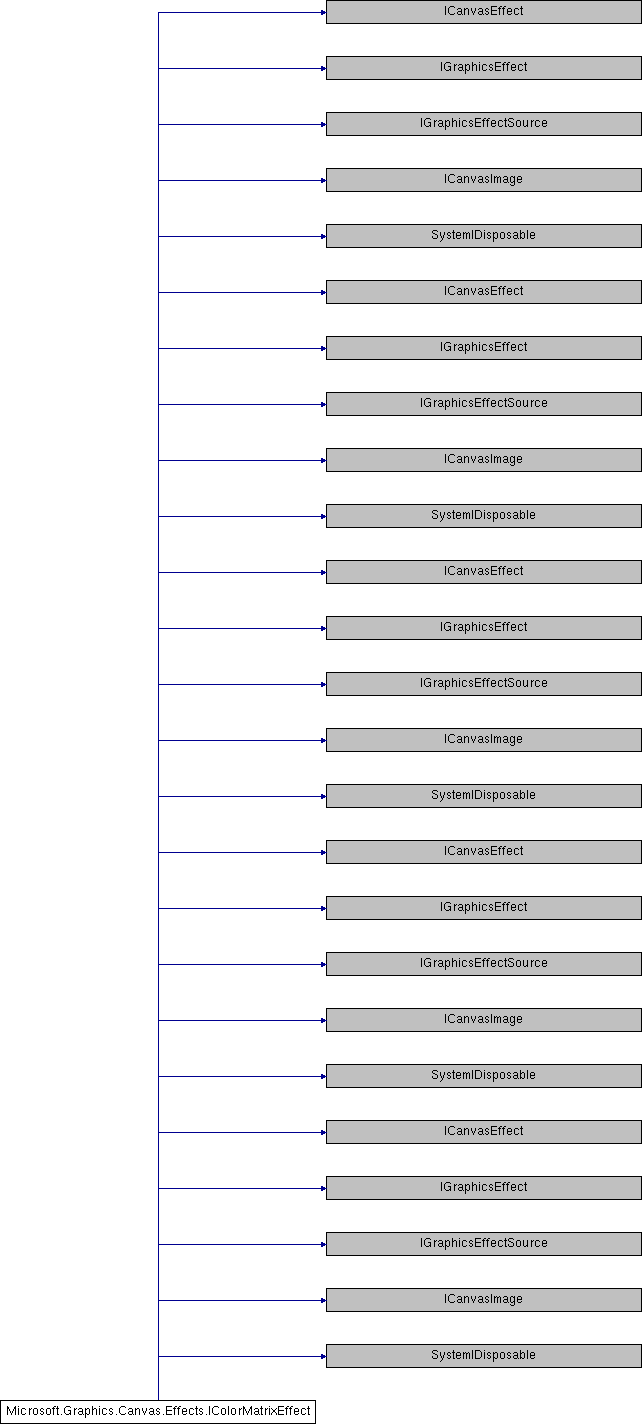 ICanvasEffect
IGraphicsEffect
IGraphicsEffectSource
ICanvasImage
SystemIDisposable
ICanvasEffect
IGraphicsEffect
IGraphicsEffectSource
ICanvasImage
SystemIDisposable
ICanvasEffect
IGraphicsEffect
IGraphicsEffectSource
ICanvasImage
SystemIDisposable
ICanvasEffect
IGraphicsEffect
IGraphicsEffectSource
ICanvasImage
SystemIDisposable
ICanvasEffect
IGraphicsEffect
IGraphicsEffectSource
ICanvasImage
SystemIDisposable
Microsoft.Graphics.Canvas.Effects.IColorMatrixEffect